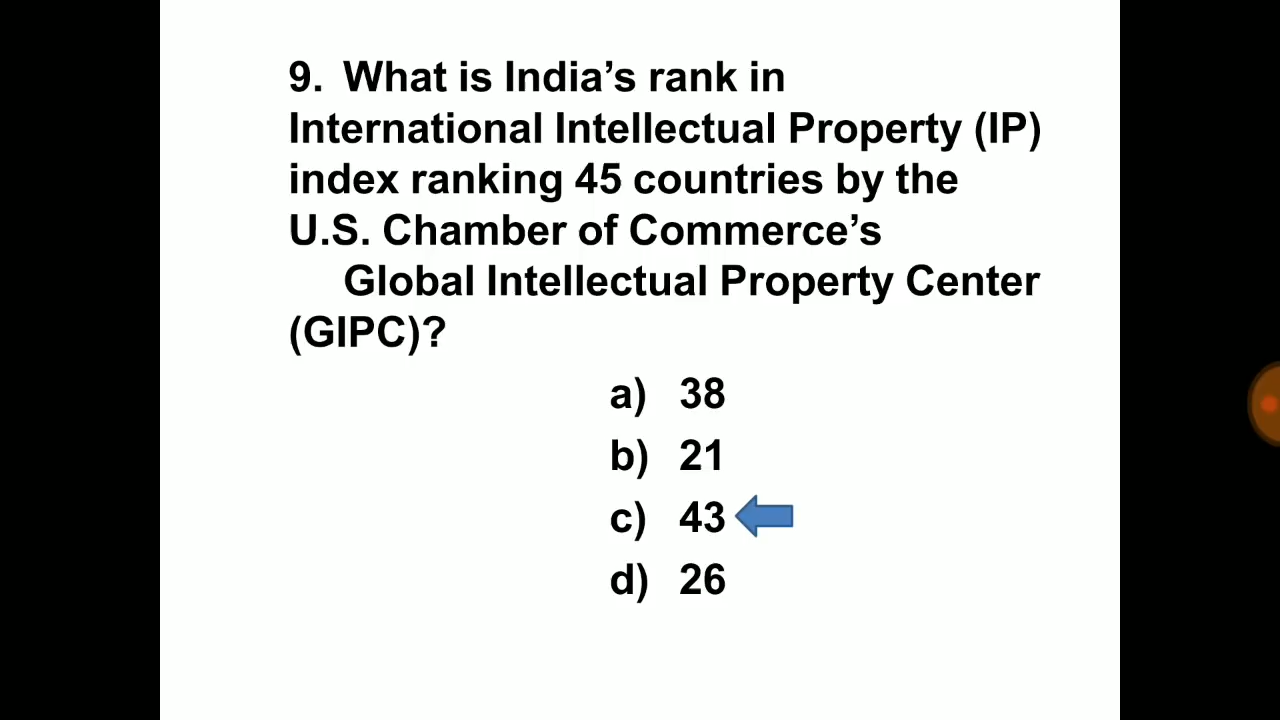 9. What is India’s rank in
International Intellectual Property (IP)
index ranking 45 countries by the
U.S. Chamber of Commerce’s
Global Intellectual Property Center
(GIPC)?
a) 38
b) 21
c) 43
d) 26